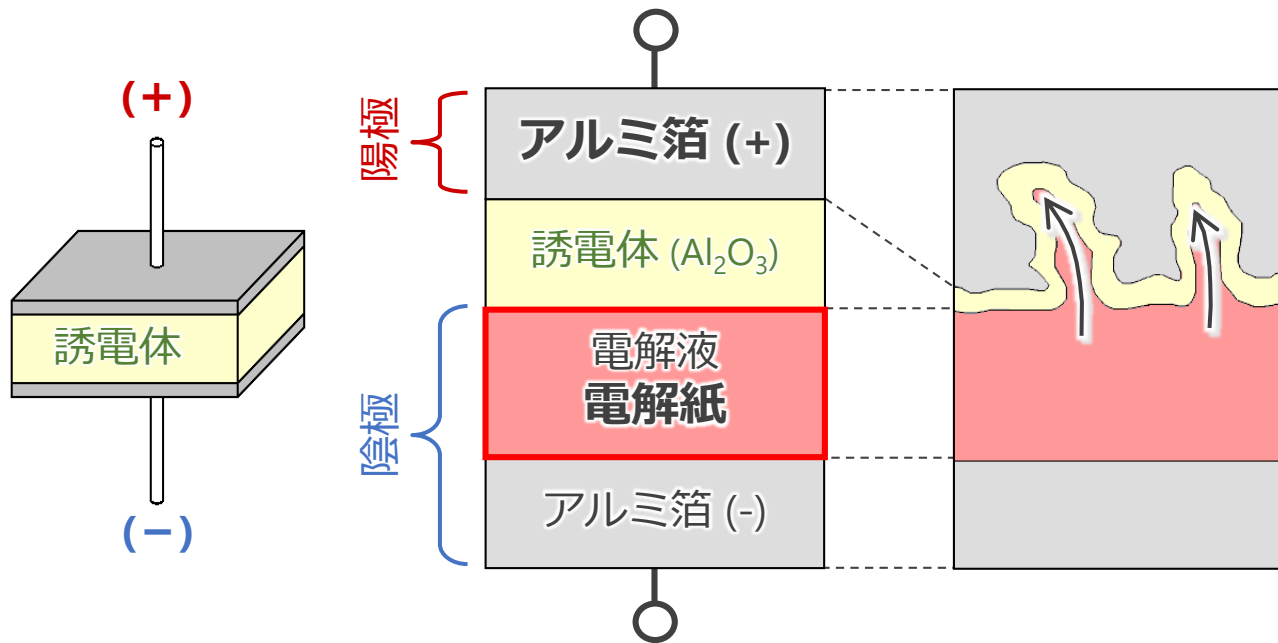 (+)
誘電体
(−)
陽極
アルミ箔 (+)
誘電体 (Al₂O₃)
陰極
電解液
電解紙
アルミ箔 (-)